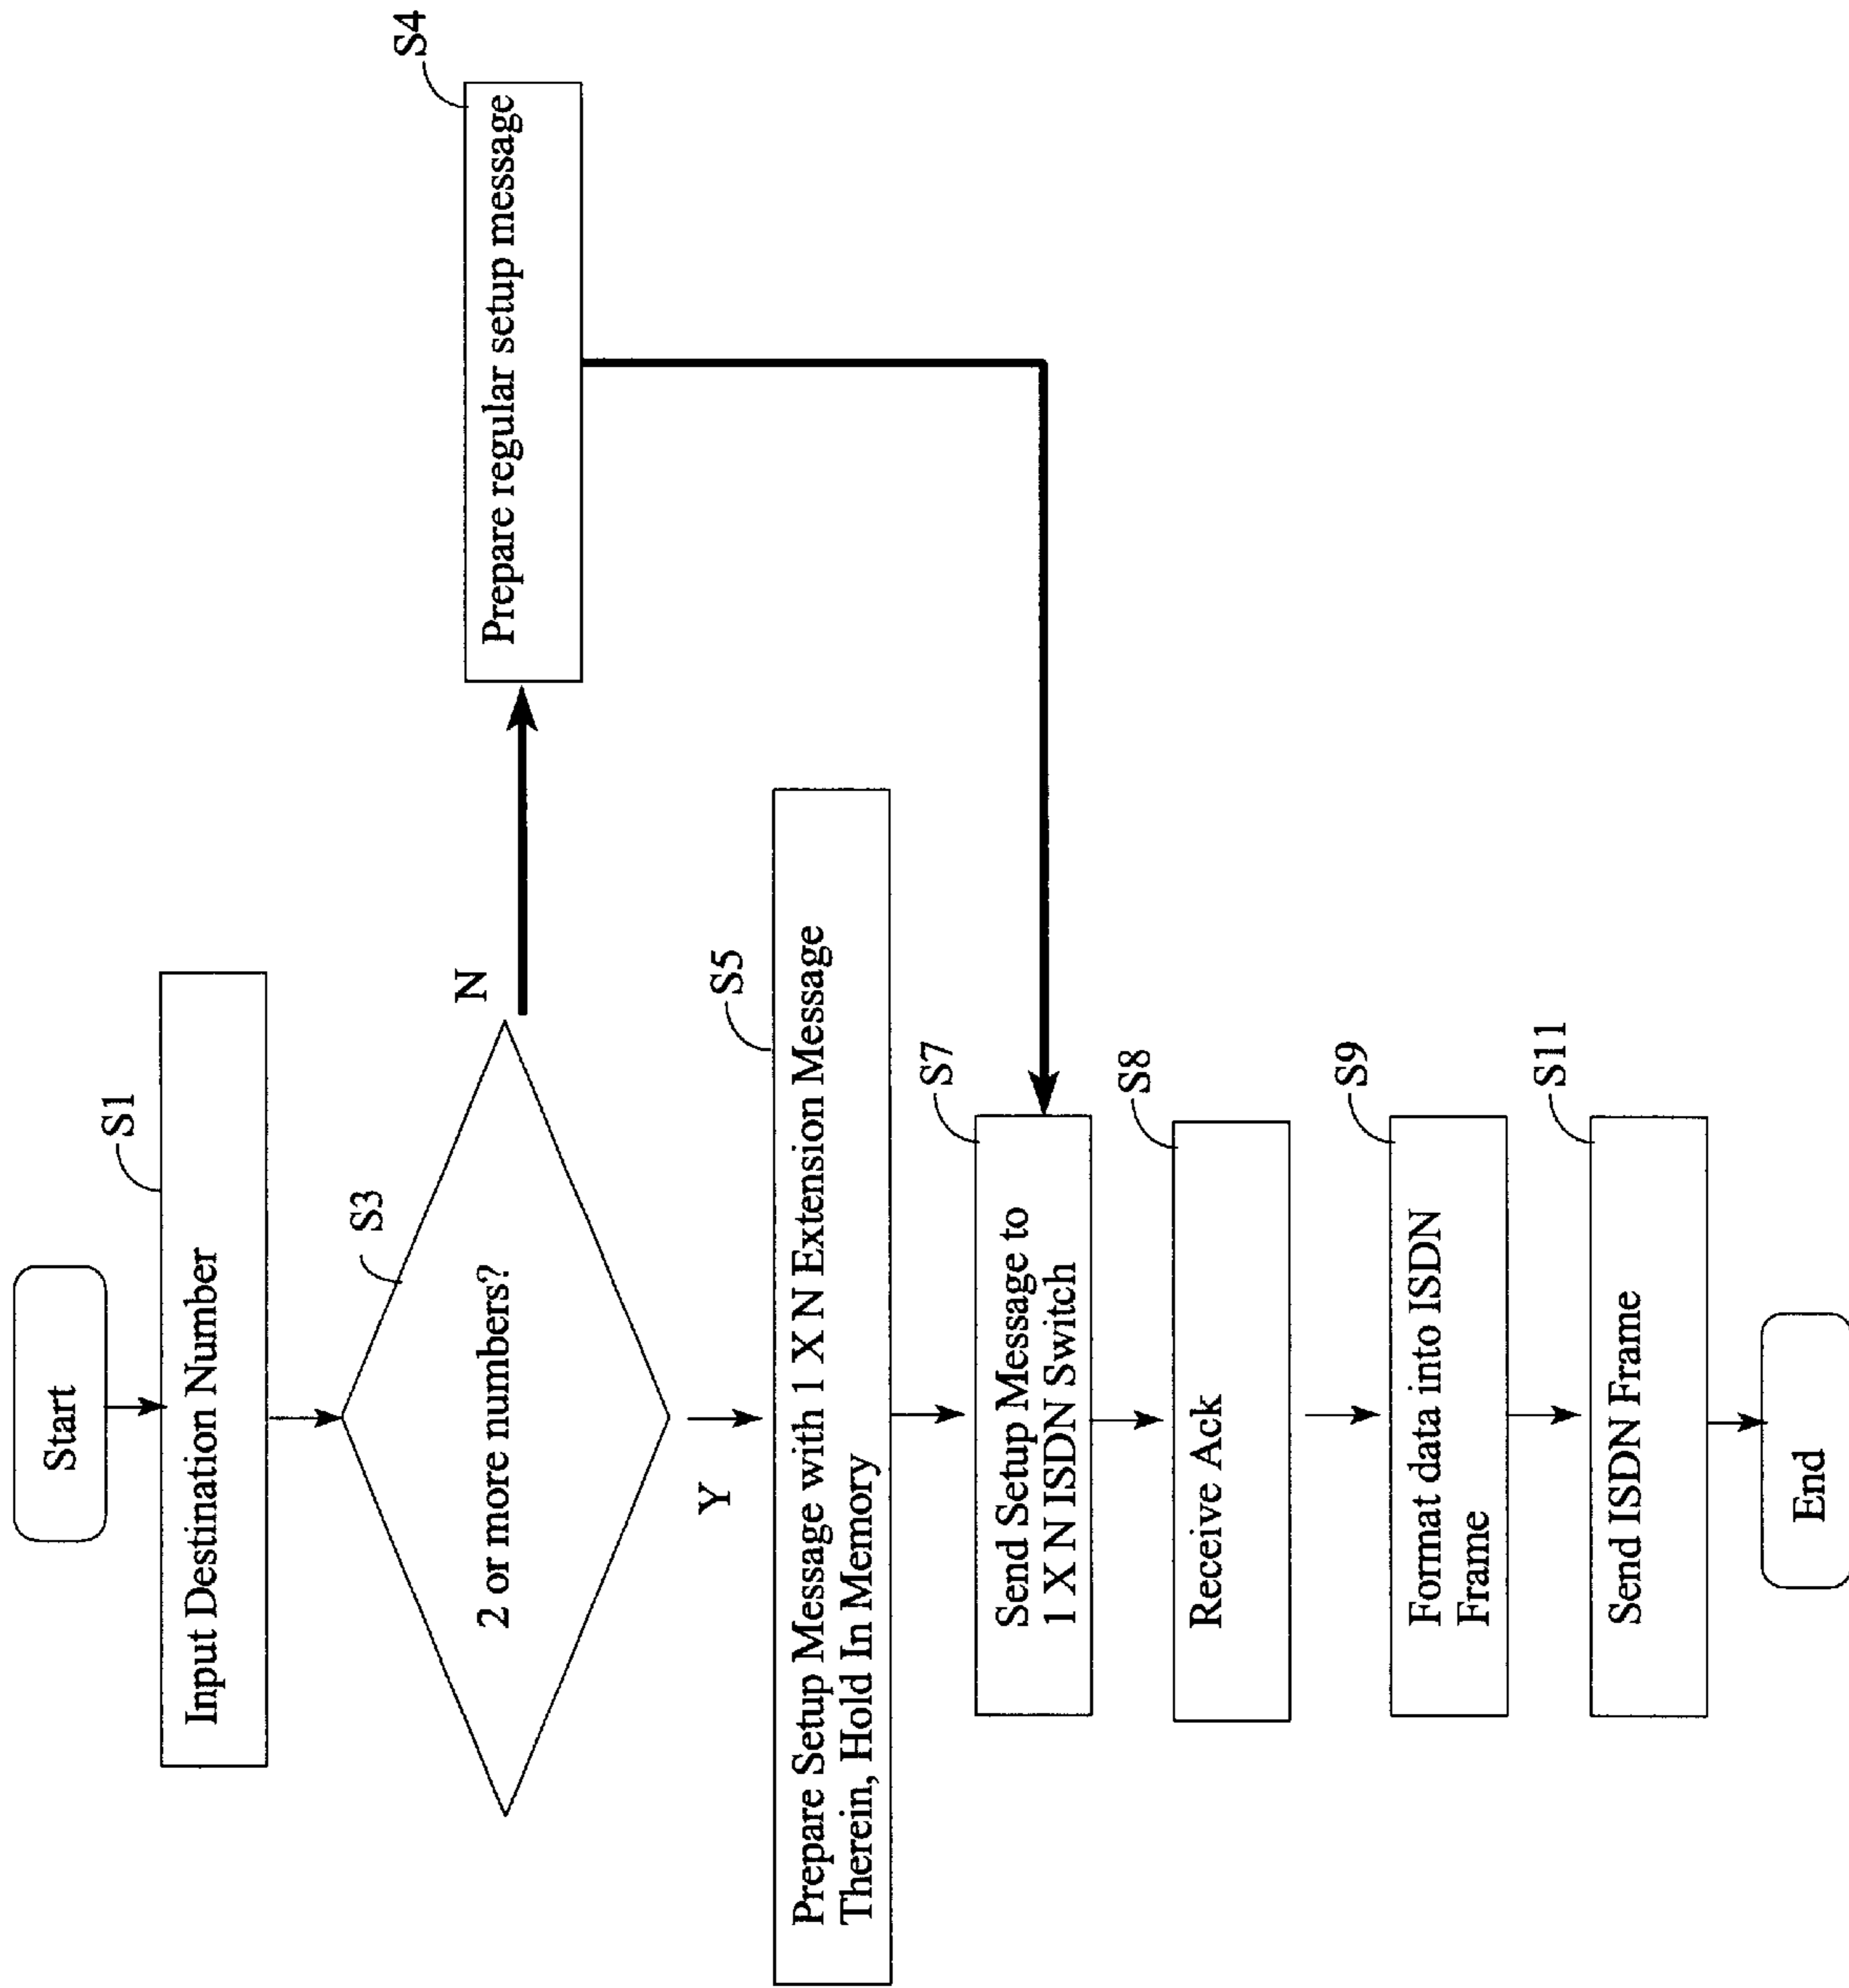 Start
S1
Input Destination Number
S3
2 or more numbers?
N
S4
Prepare regular setup message
Y
S5
Prepare Setup Message with 1 X N Extension Message
Therein, Hold In Memory
S7
Send Setup Message to
1 X N ISDN Switch
S8
Receive Ack
S9
Format data into ISDN
Frame
S11
Send ISDN Frame
End